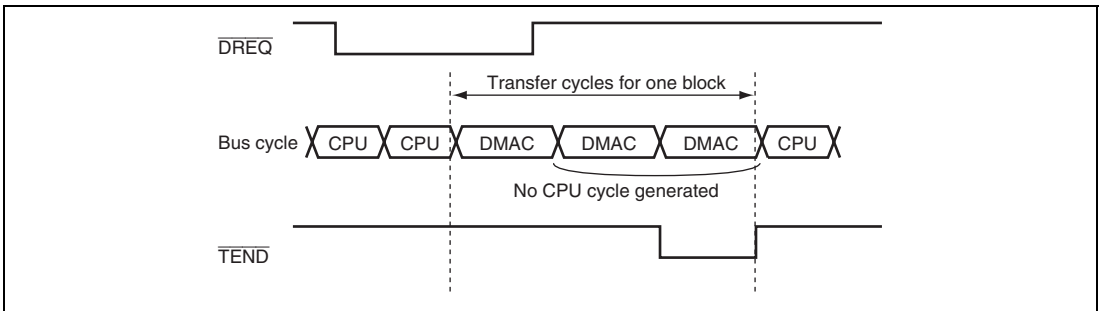 DREQ
Transfer cycles for one block
Bus cycle CPU CPU DMAC DMAC DMAC CPU
No CPU cycle generated
TEND